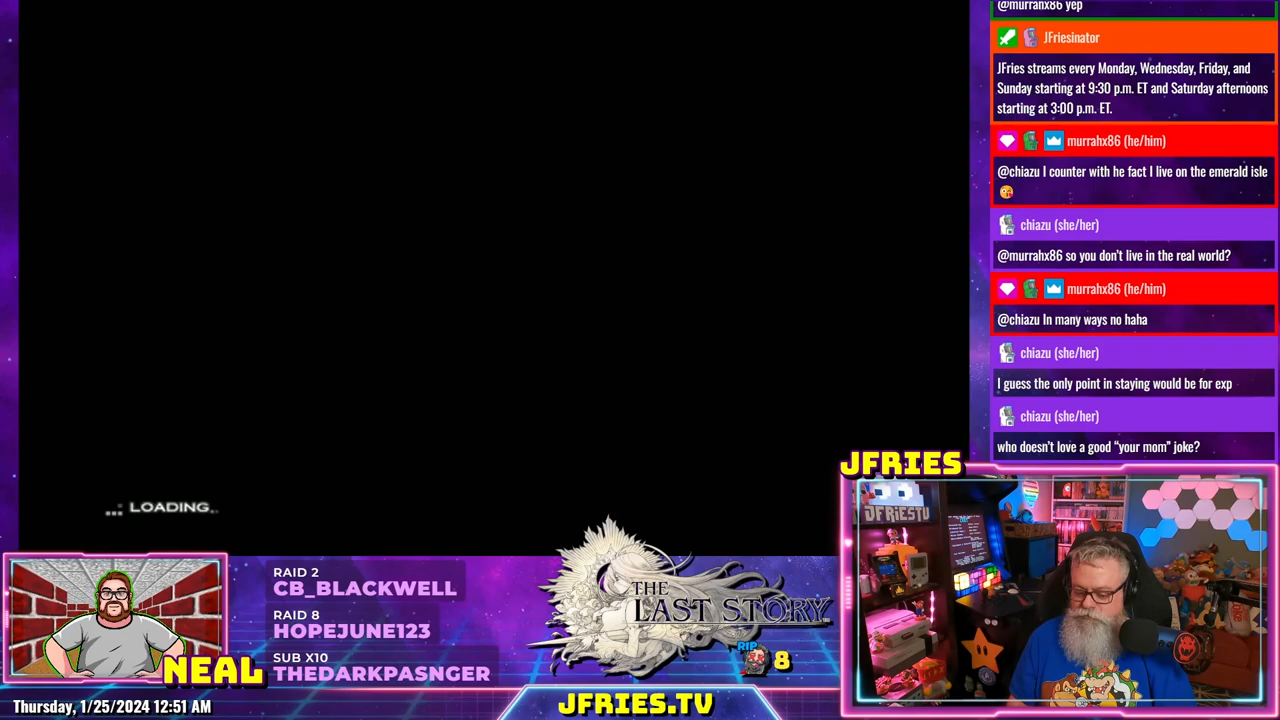 @murrahx86 yep
JFriesinator
JFries streams every Monday, Wednesday, Friday, and
Sunday starting at 9:30 p.m. ET and Saturday afternoons
starting at 3:00 p.m. ET.
murrahx86 (he/him)
@chiazu I counter with he fact I live on the emerald isle
chiazu (she/her)
@murrahx86 so you don't live in the real world?
murrahx86 (he/him)
@chiazu In many ways no haha
chiazu (she/her)
I guess the only point in staying would be for exp
chiazu (she/her)
who doesn't love a good “your mom” joke?
JFRIES
JFRIESTV
... LOADING..
RAID 2
CB_BLACKWELL
RAID 8
HOPEJUNE123
SUB X10
THEDARKPASNGER
NEAL
THE
LAST STORY
RIP
8
JFRIES.TV
Thursday, 1/25/2024 12:51 AM